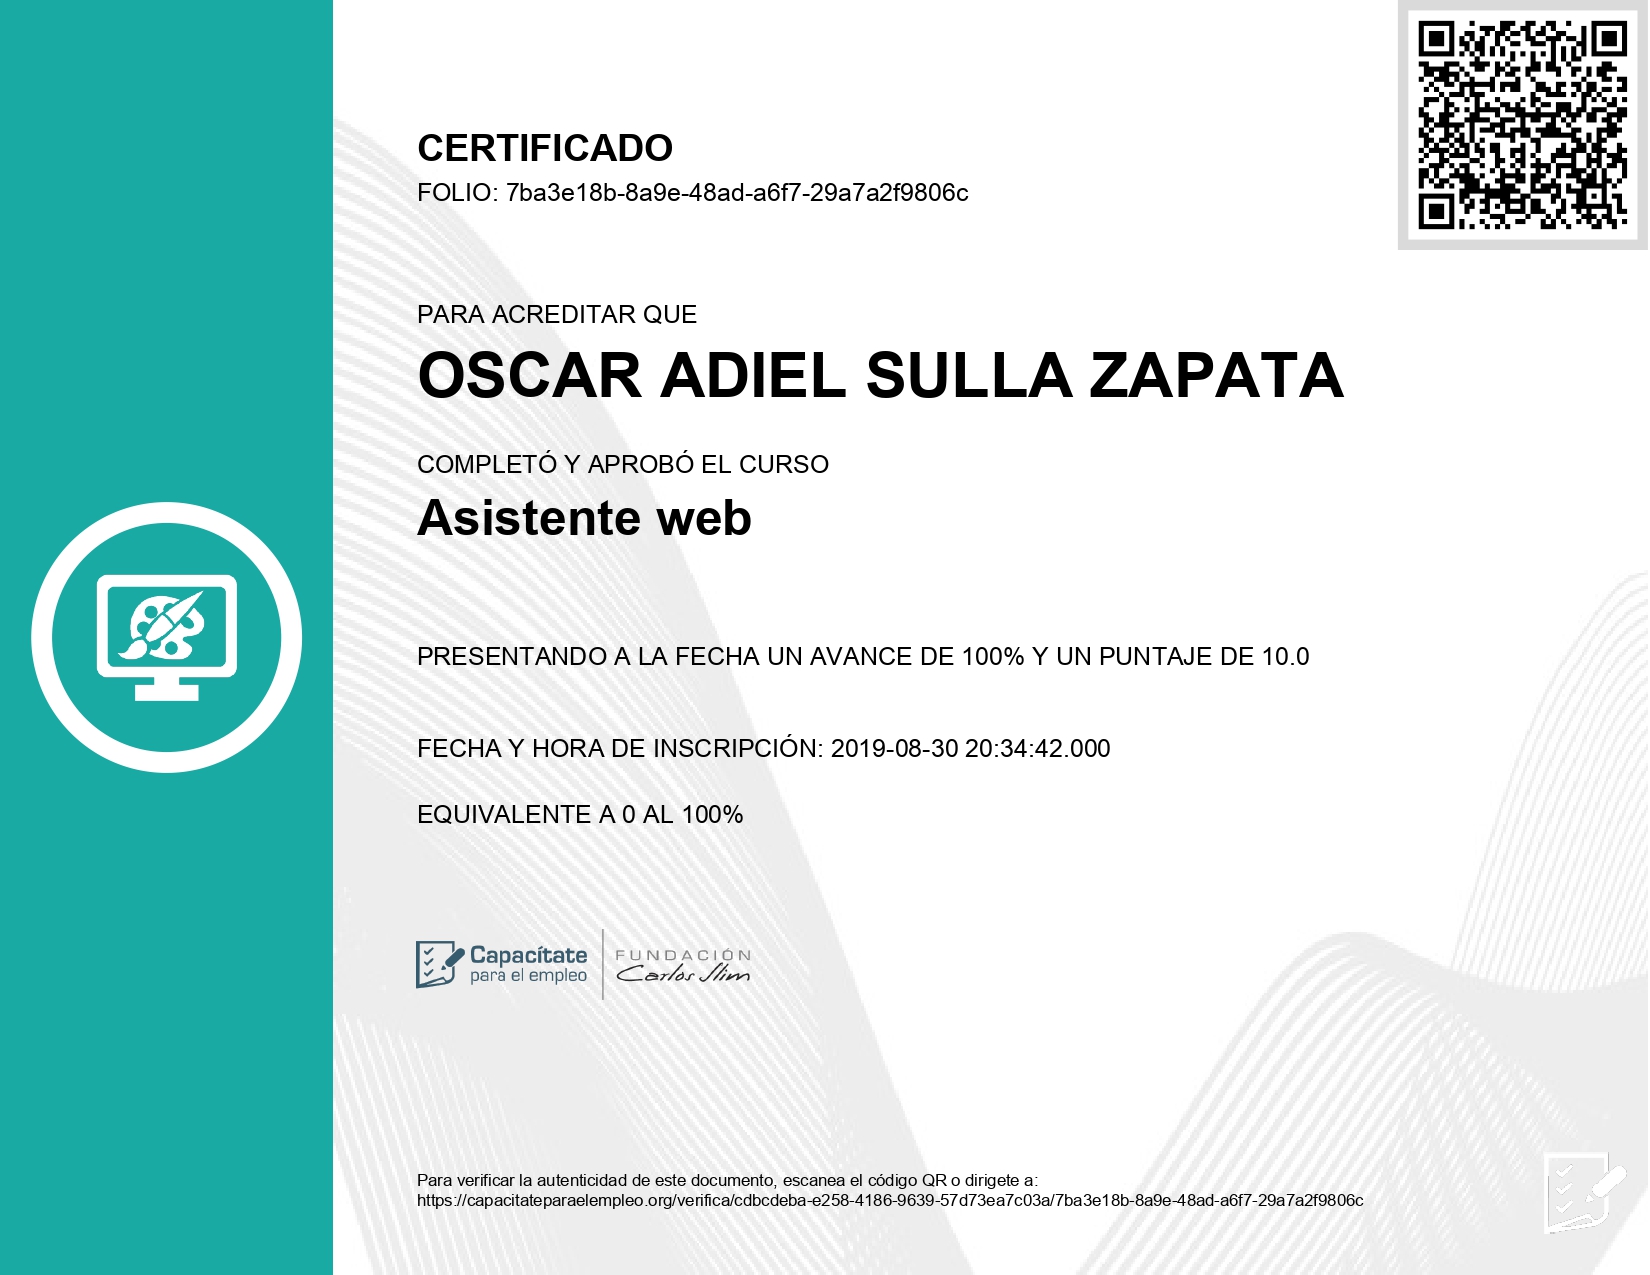 CERTIFICADO
FOLIO: 7ba3e18b-8a9e-48ad-a6f7-29a7a2f9806c
PARA ACREDITAR QUE
OSCAR ADIEL SULLA ZAPATA
COMPLETÓ Y APROBÓ EL CURSO
Asistente web
PRESENTANDO A LA FECHA UN AVANCE DE 100% Y UN PUNTAJE DE 10.0
FECHA Y HORA DE INSCRIPCIÓN: 2019-08-30 20:34:42.000
EQUIVALENTE A 0 AL 100%
Capacítate
para el empleo
FUNDACIÓN
Carlos Slim
Para verificar la autenticidad de este documento, escanea el código QR o dirigete a:
https://capacitateparaelempleo.org/verifica/cdbcdeba-e258-4186-9639-57d73ea7c03a/7ba3e18b-8a9e-48ad-a6f7-29a7a2f9806c